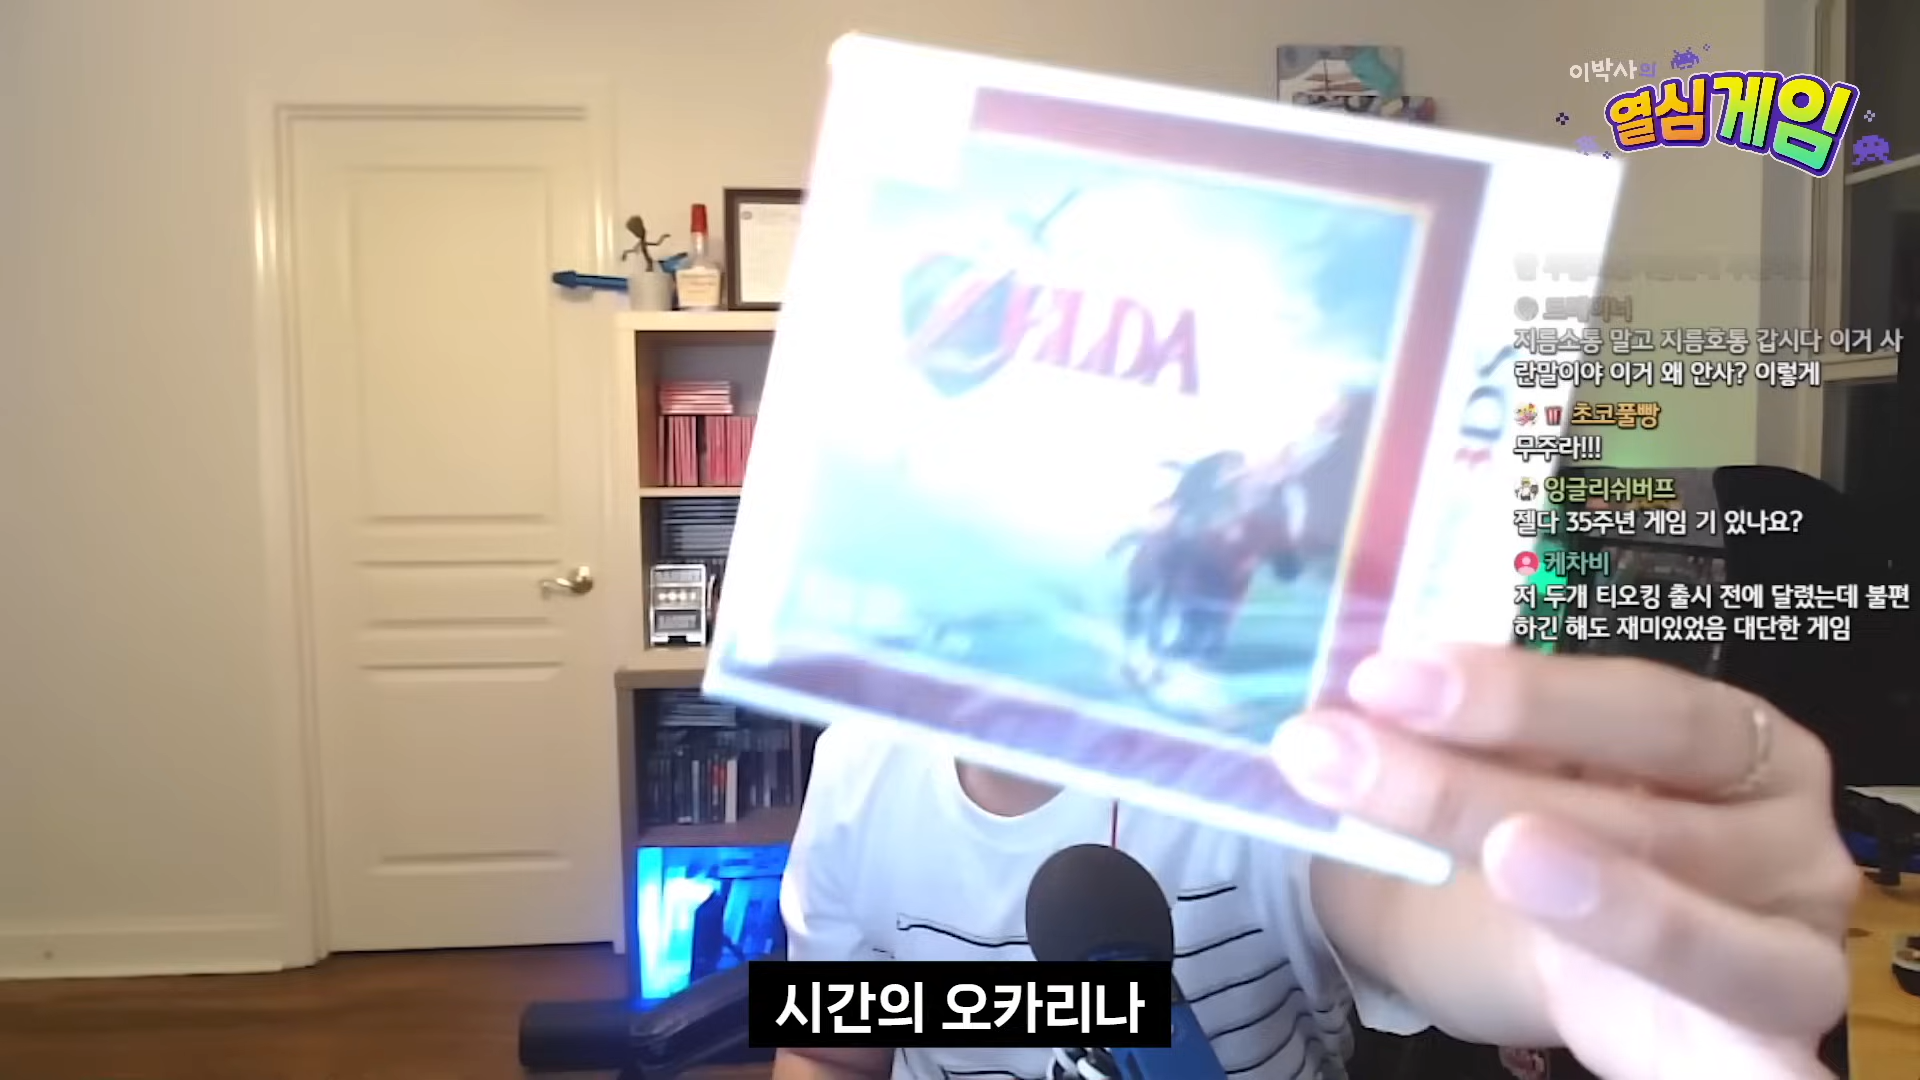 이박사의
열심게임
ZELDA
3DS
지름소통 말고 지름호통 갑시다 이거 사
란말이야 이거 왜 안사? 이렇게
초코풀빵
무주라!!!
잉글리쉬버프
젤다 35주년 게임 기 있나요?
케차비
저 두개 티오킹 출시 전에 달렸는데 불편
하긴 해도 재미있었음 대단한 게임
시간의 오카리나